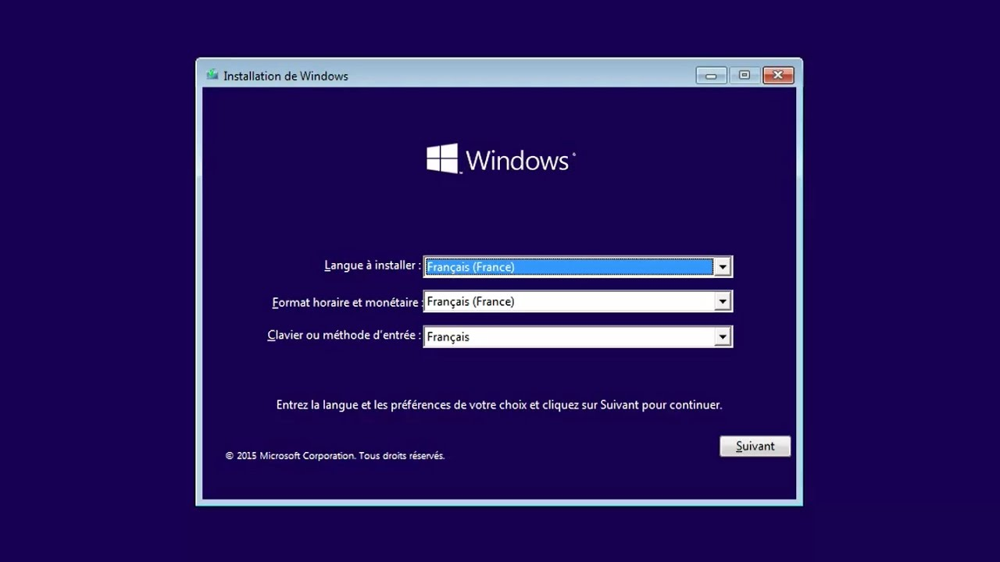 Installation de Windows
Windows
Langue à installer : Français (France)
Format horaire et monétaire : Français (France)
Clavier ou méthode d'entrée : Français
Entrez la langue et les préférences de votre choix et cliquez sur Suivant pour continuer.
Suivant
© 2015 Microsoft Corporation. Tous droits réservés.